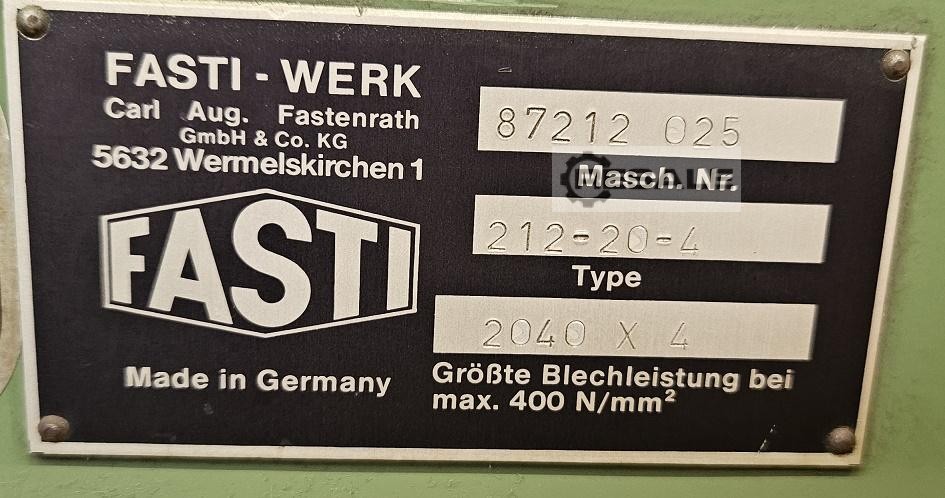 FASTI - WERK
Carl Aug. Fastenrath
GmbH & Co. KG
5632 Wermelskirchen 1
FASTI
Made in Germany
87212 025
Masch. Nr.
212-20-4
Type
2040 X 4
Größte Blechleistung bei
max. 400 N/mm²